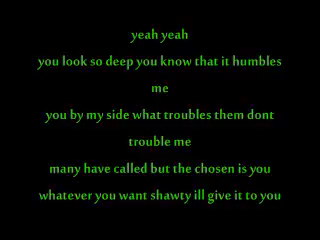 yeah yeah
you look so deep you know that it humbles
me
you by my side what troubles them dont
trouble me
many have called but the chosen is you
whatever you want shawty ill give it to you